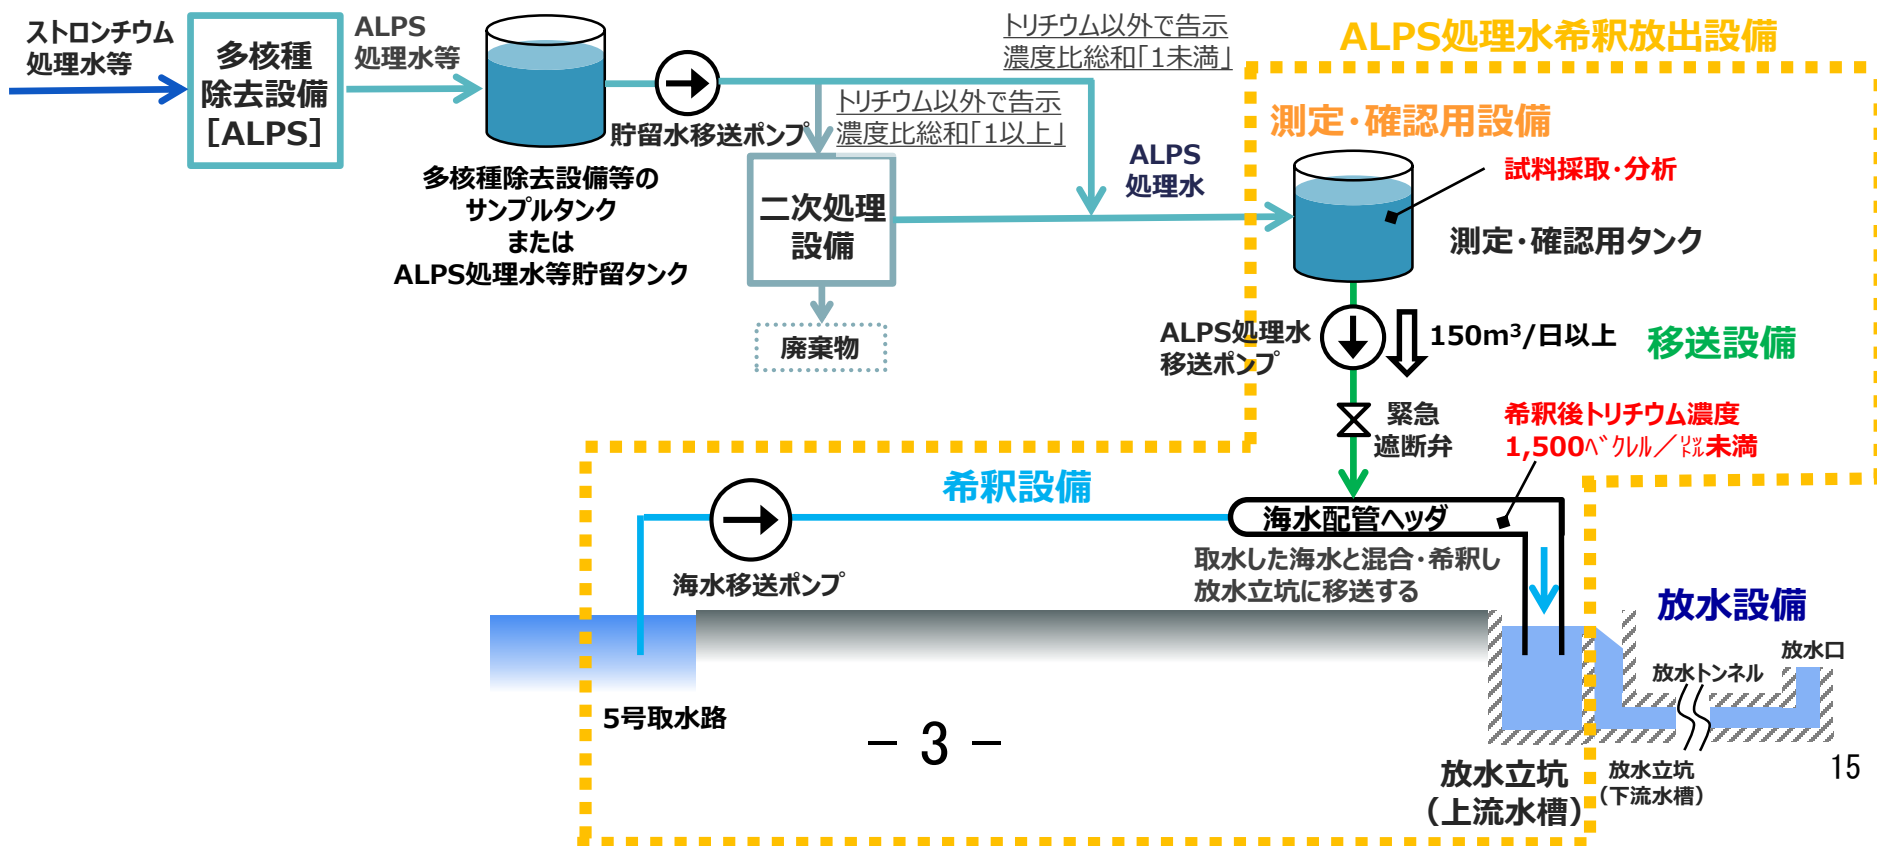 ストロンチウム
処理水等
多核種
除去設備
[ALPS]
ALPS
処理水等
貯留水移送ポンプ
多核種除去設備等の
サンプルタンク
または
ALPS処理水等貯留タンク
トリチウム以外で告示
濃度比総和「1未満」
トリチウム以外で告示
濃度比総和「1以上」
二次処理
設備
廃棄物
ALPS
処理水
ALPS処理水希釈放出設備
測定・確認用設備
試料採取・分析
測定・確認用タンク
ALPS処理水
移送ポンプ
150m³/日以上
移送設備
緊急
遮断弁
希釈後トリチウム濃度
1,500ベクレル／リットル未満
希釈設備
海水移送ポンプ
海水配管ヘッダ
取水した海水と混合・希釈し
放水立坑に移送する
5号取水路
放水設備
放水口
放水トンネル
放水立坑
（上流水槽）
放水立坑
（下流水槽）
－ 3 －
15